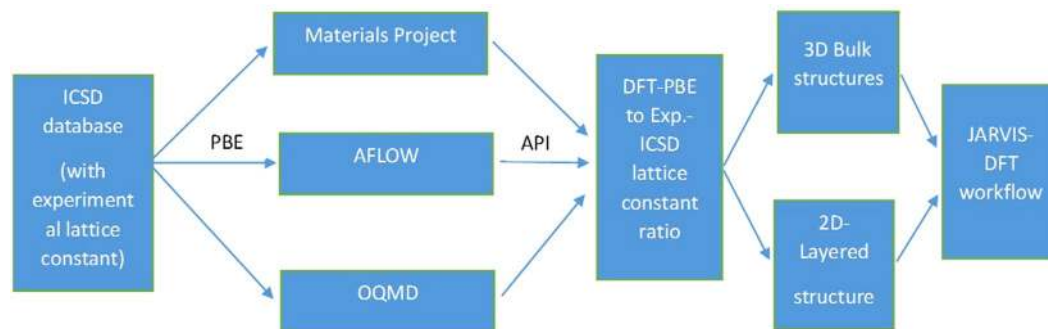 ICSD
database
(with
experiment
al lattice
constant)
PBE
Materials Project
AFLOW
OQMD
API
DFT-PBE
to Exp.-
ICSD
lattice
constant
ratio
3D Bulk
structures
2D-
Layered
structure
JARVIS-
DFT
workflow